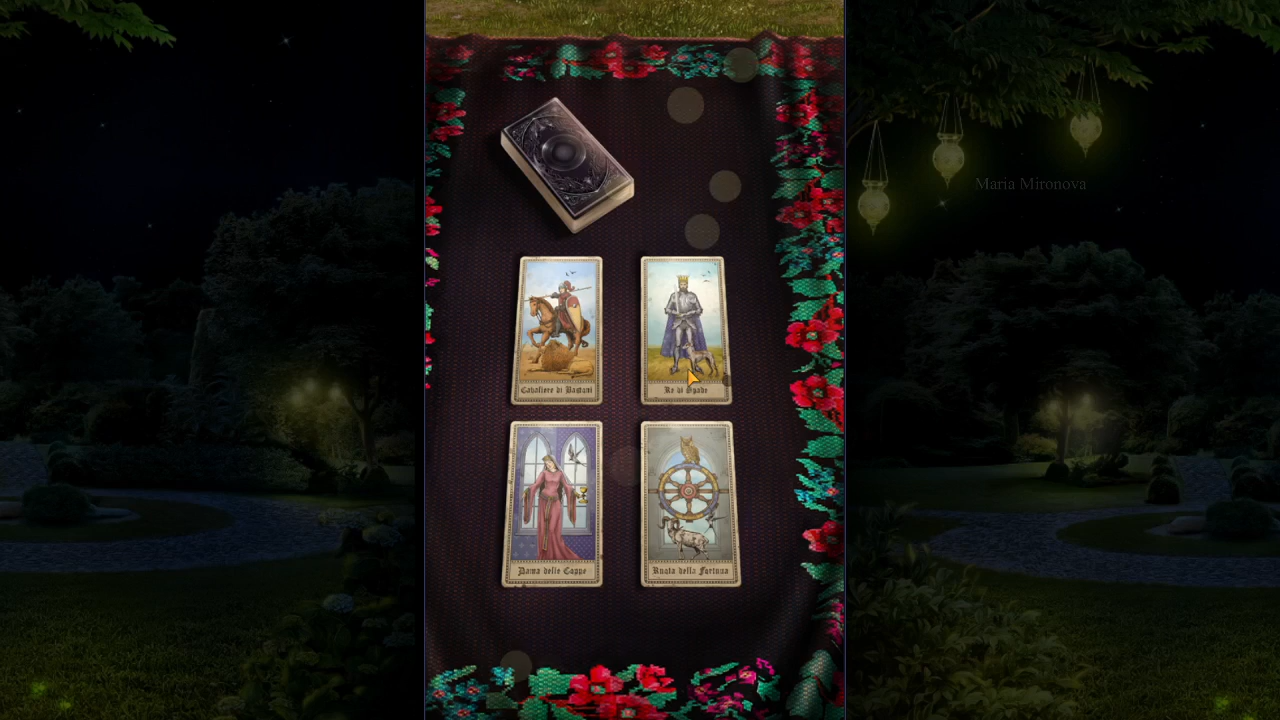 Maria Mironova
Cavaliere di Bastoni
Re di Spade
Dama delle Coppe
Ruota della Fortuna